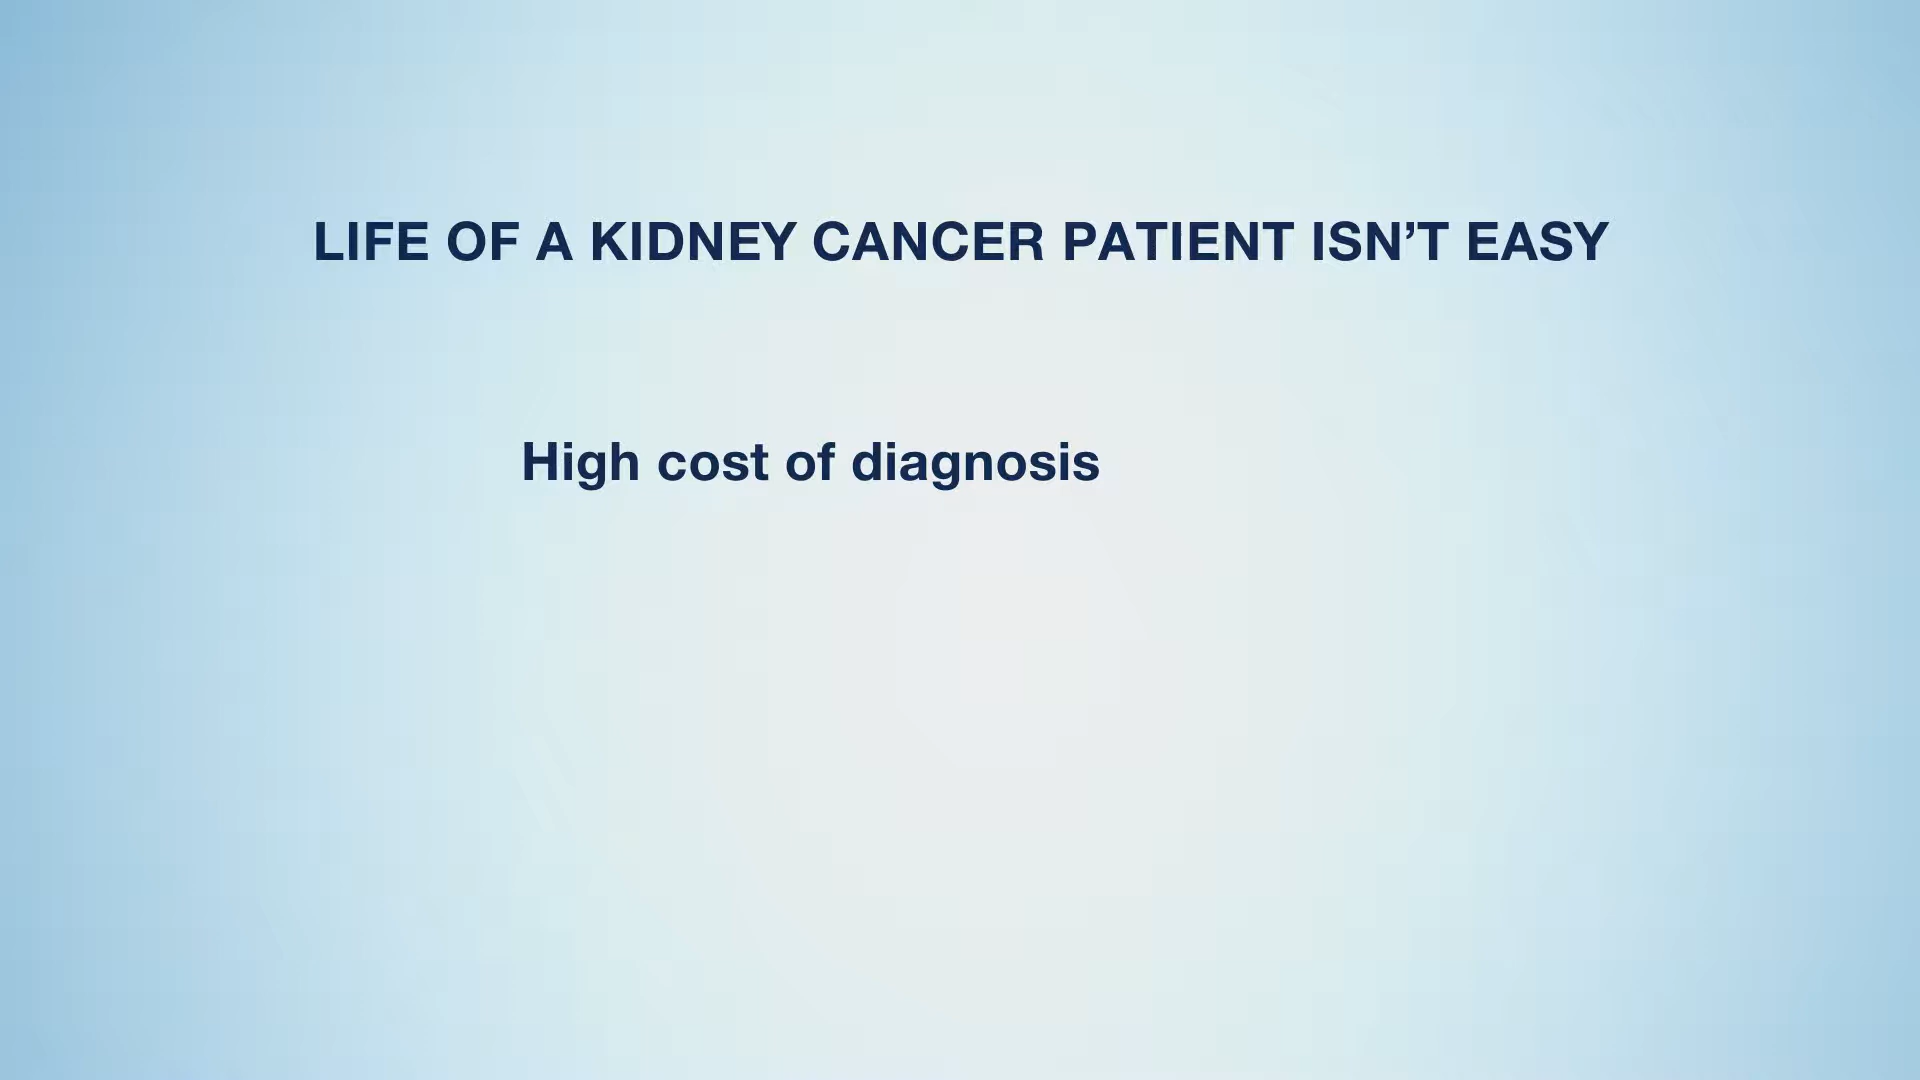 LIFE OF A KIDNEY CANCER PATIENT ISN’T EASY
High cost of diagnosis